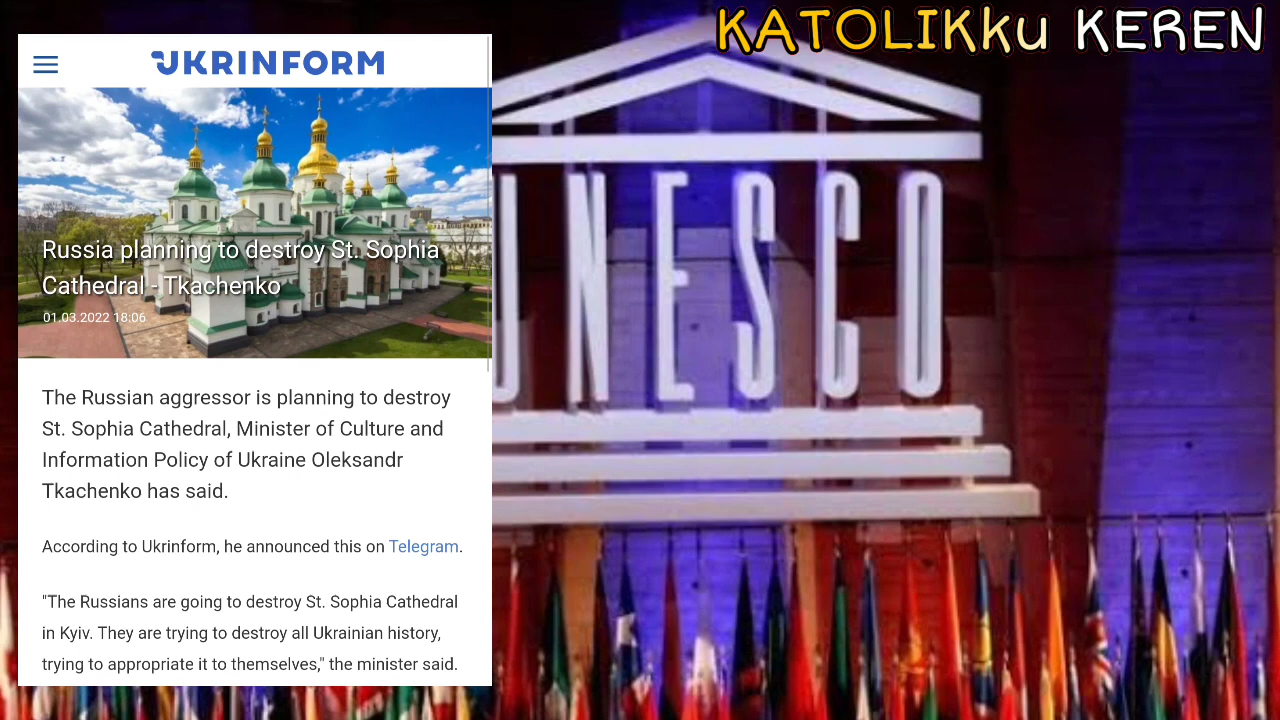 KATOLIKku KEREN
UKRINFORM
Russia planning to destroy St. Sophia
Cathedral - Tkachenko
01.03.2022 18:06
The Russian aggressor is planning to destroy
St. Sophia Cathedral, Minister of Culture and
Information Policy of Ukraine Oleksandr
Tkachenko has said.
According to Ukrinform, he announced this on Telegram.
"The Russians are going to destroy St. Sophia Cathedral
in Kyiv. They are trying to destroy all Ukrainian history,
trying to appropriate it to themselves," the minister said.
UNESCO